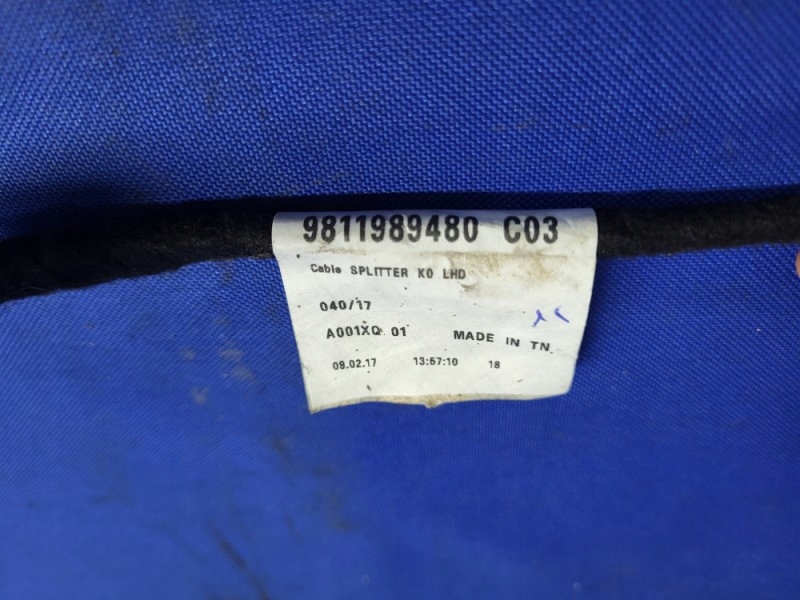 9811989480 C03
Cable SPLITTER K0 LHD
040/17
A001XQ 01 MADE IN TN
09.02.17 13:57:10 18